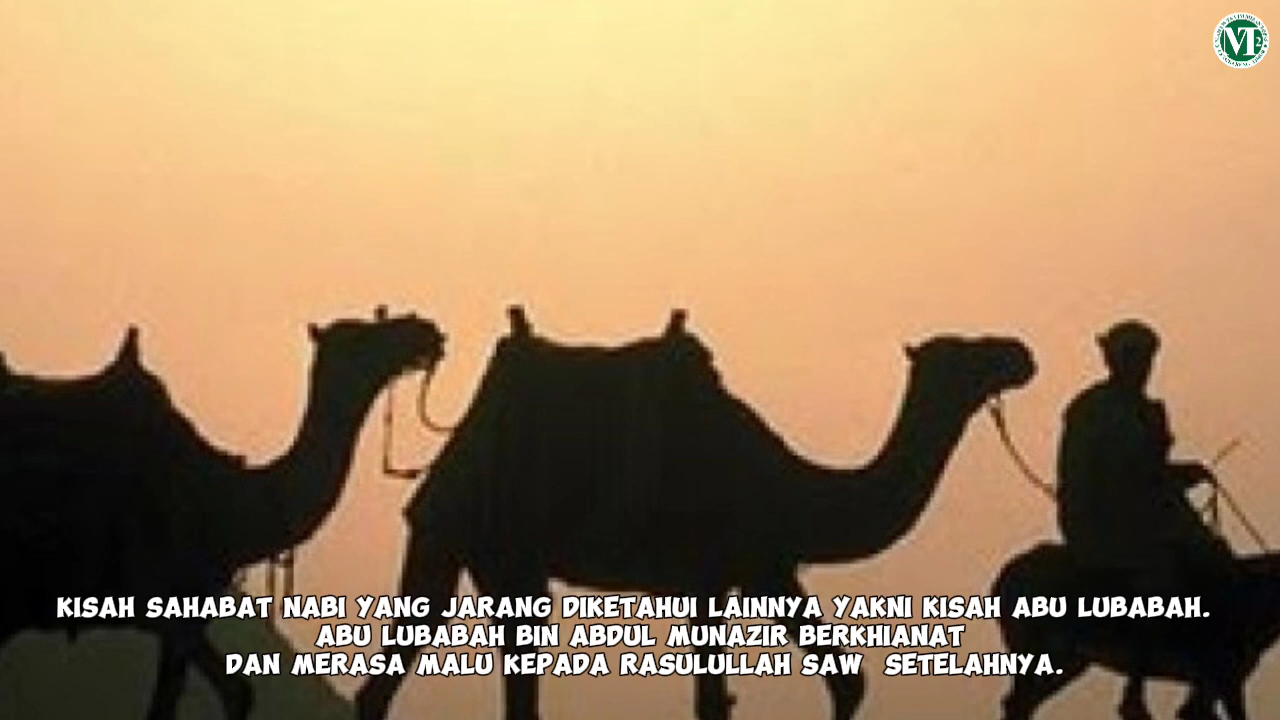 KISAH SAHABAT NABI YANG JARANG DIKETAHUI LAINNYA YAKNI KISAH ABU LUBABAH.
ABU LUBABAH BIN ABDUL MUNAZIR BERKHIANAT
DAN MERASA MALU KEPADA RASULULLAH SAW SETELAHNYA.